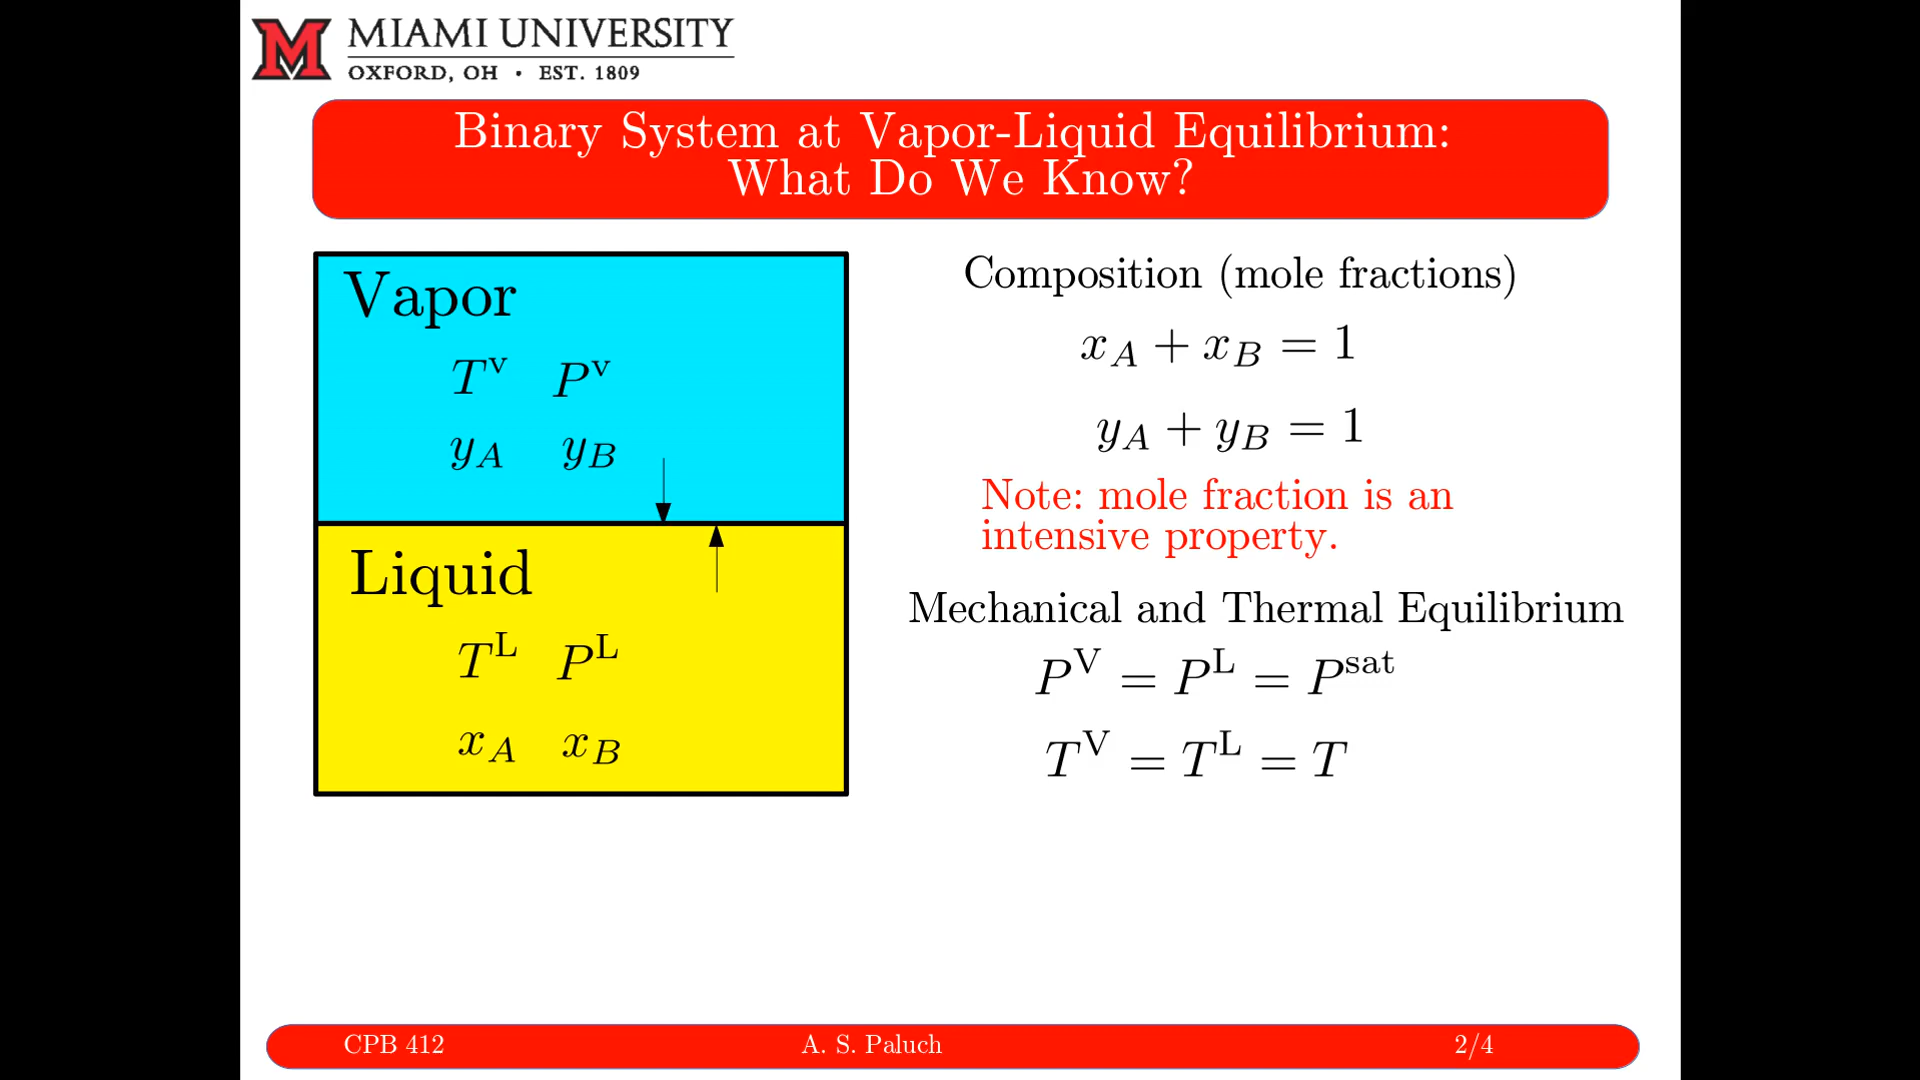 MIAMI UNIVERSITY
OXFORD, OH • EST. 1809
Binary System at Vapor-Liquid Equilibrium:
What Do We Know?
Vapor
T^v P^v
y_A y_B
Liquid
T^L P^L
x_A x_B
Composition (mole fractions)
x_A + x_B = 1
y_A + y_B = 1
Note: mole fraction is an
intensive property.
Mechanical and Thermal Equilibrium
P^V = P^L = P^sat
T^V = T^L = T
CPB 412 A. S. Paluch 2/4